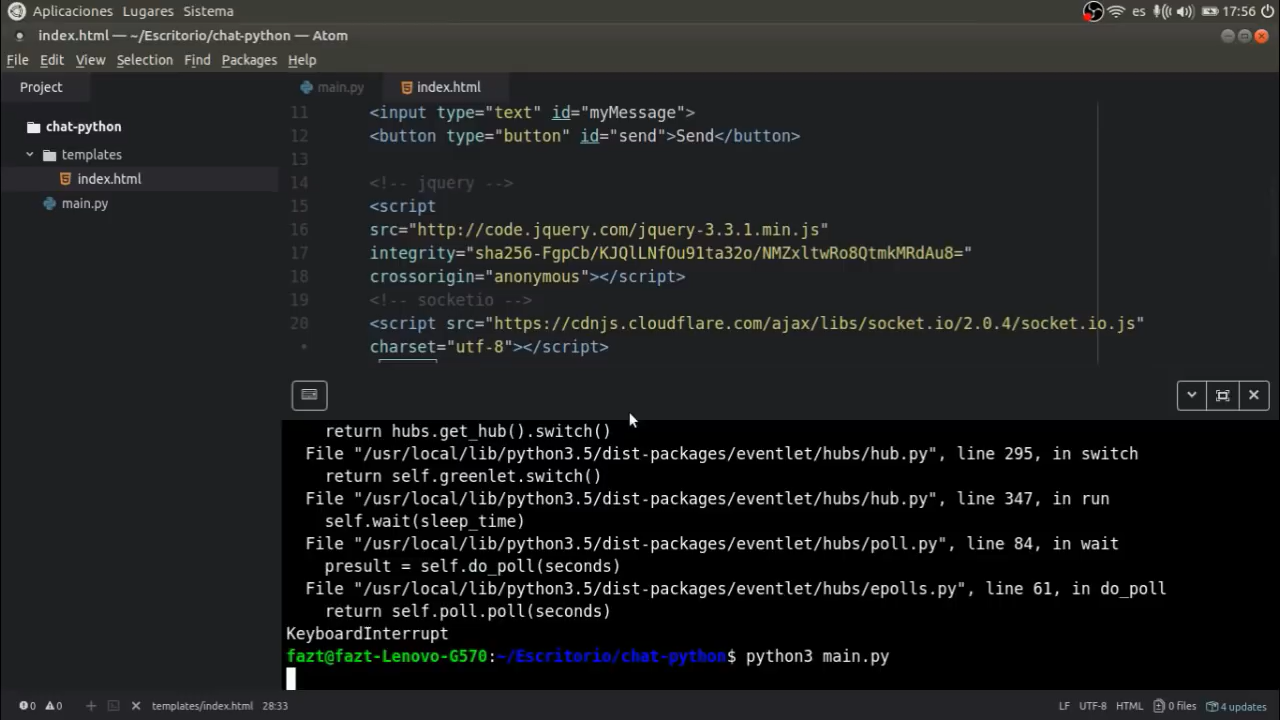 Aplicaciones Lugares Sistema es 17:56
index.html — ~/Escritorio/chat-python — Atom
File Edit View Selection Find Packages Help
Project main.py index.html
chat-python
templates
index.html
main.py
11 <input type="text" id="myMessage">
12 <button type="button" id="send">Send</button>
13
14 <!-- jquery -->
15 <script
16 src="http://code.jquery.com/jquery-3.3.1.min.js"
17 integrity="sha256-FgpCb/KJQlLNfOu91ta32o/NMZxltwRo8QtmkMRdAu8="
18 crossorigin="anonymous"></script>
19 <!-- socketio -->
20 <script src="https://cdnjs.cloudflare.com/ajax/libs/socket.io/2.0.4/socket.io.js"
• charset="utf-8"></script>
return hubs.get_hub().switch()
File "/usr/local/lib/python3.5/dist-packages/eventlet/hubs/hub.py", line 295, in switch
return self.greenlet.switch()
File "/usr/local/lib/python3.5/dist-packages/eventlet/hubs/hub.py", line 347, in run
self.wait(sleep_time)
File "/usr/local/lib/python3.5/dist-packages/eventlet/hubs/poll.py", line 84, in wait
presult = self.do_poll(seconds)
File "/usr/local/lib/python3.5/dist-packages/eventlet/hubs/epolls.py", line 61, in do_poll
return self.poll.poll(seconds)
KeyboardInterrupt
fazt@fazt-Lenovo-G570:~/Escritorio/chat-python$ python3 main.py
0 0 templates/index.html 28:33 LF UTF-8 HTML 0 files 4 updates